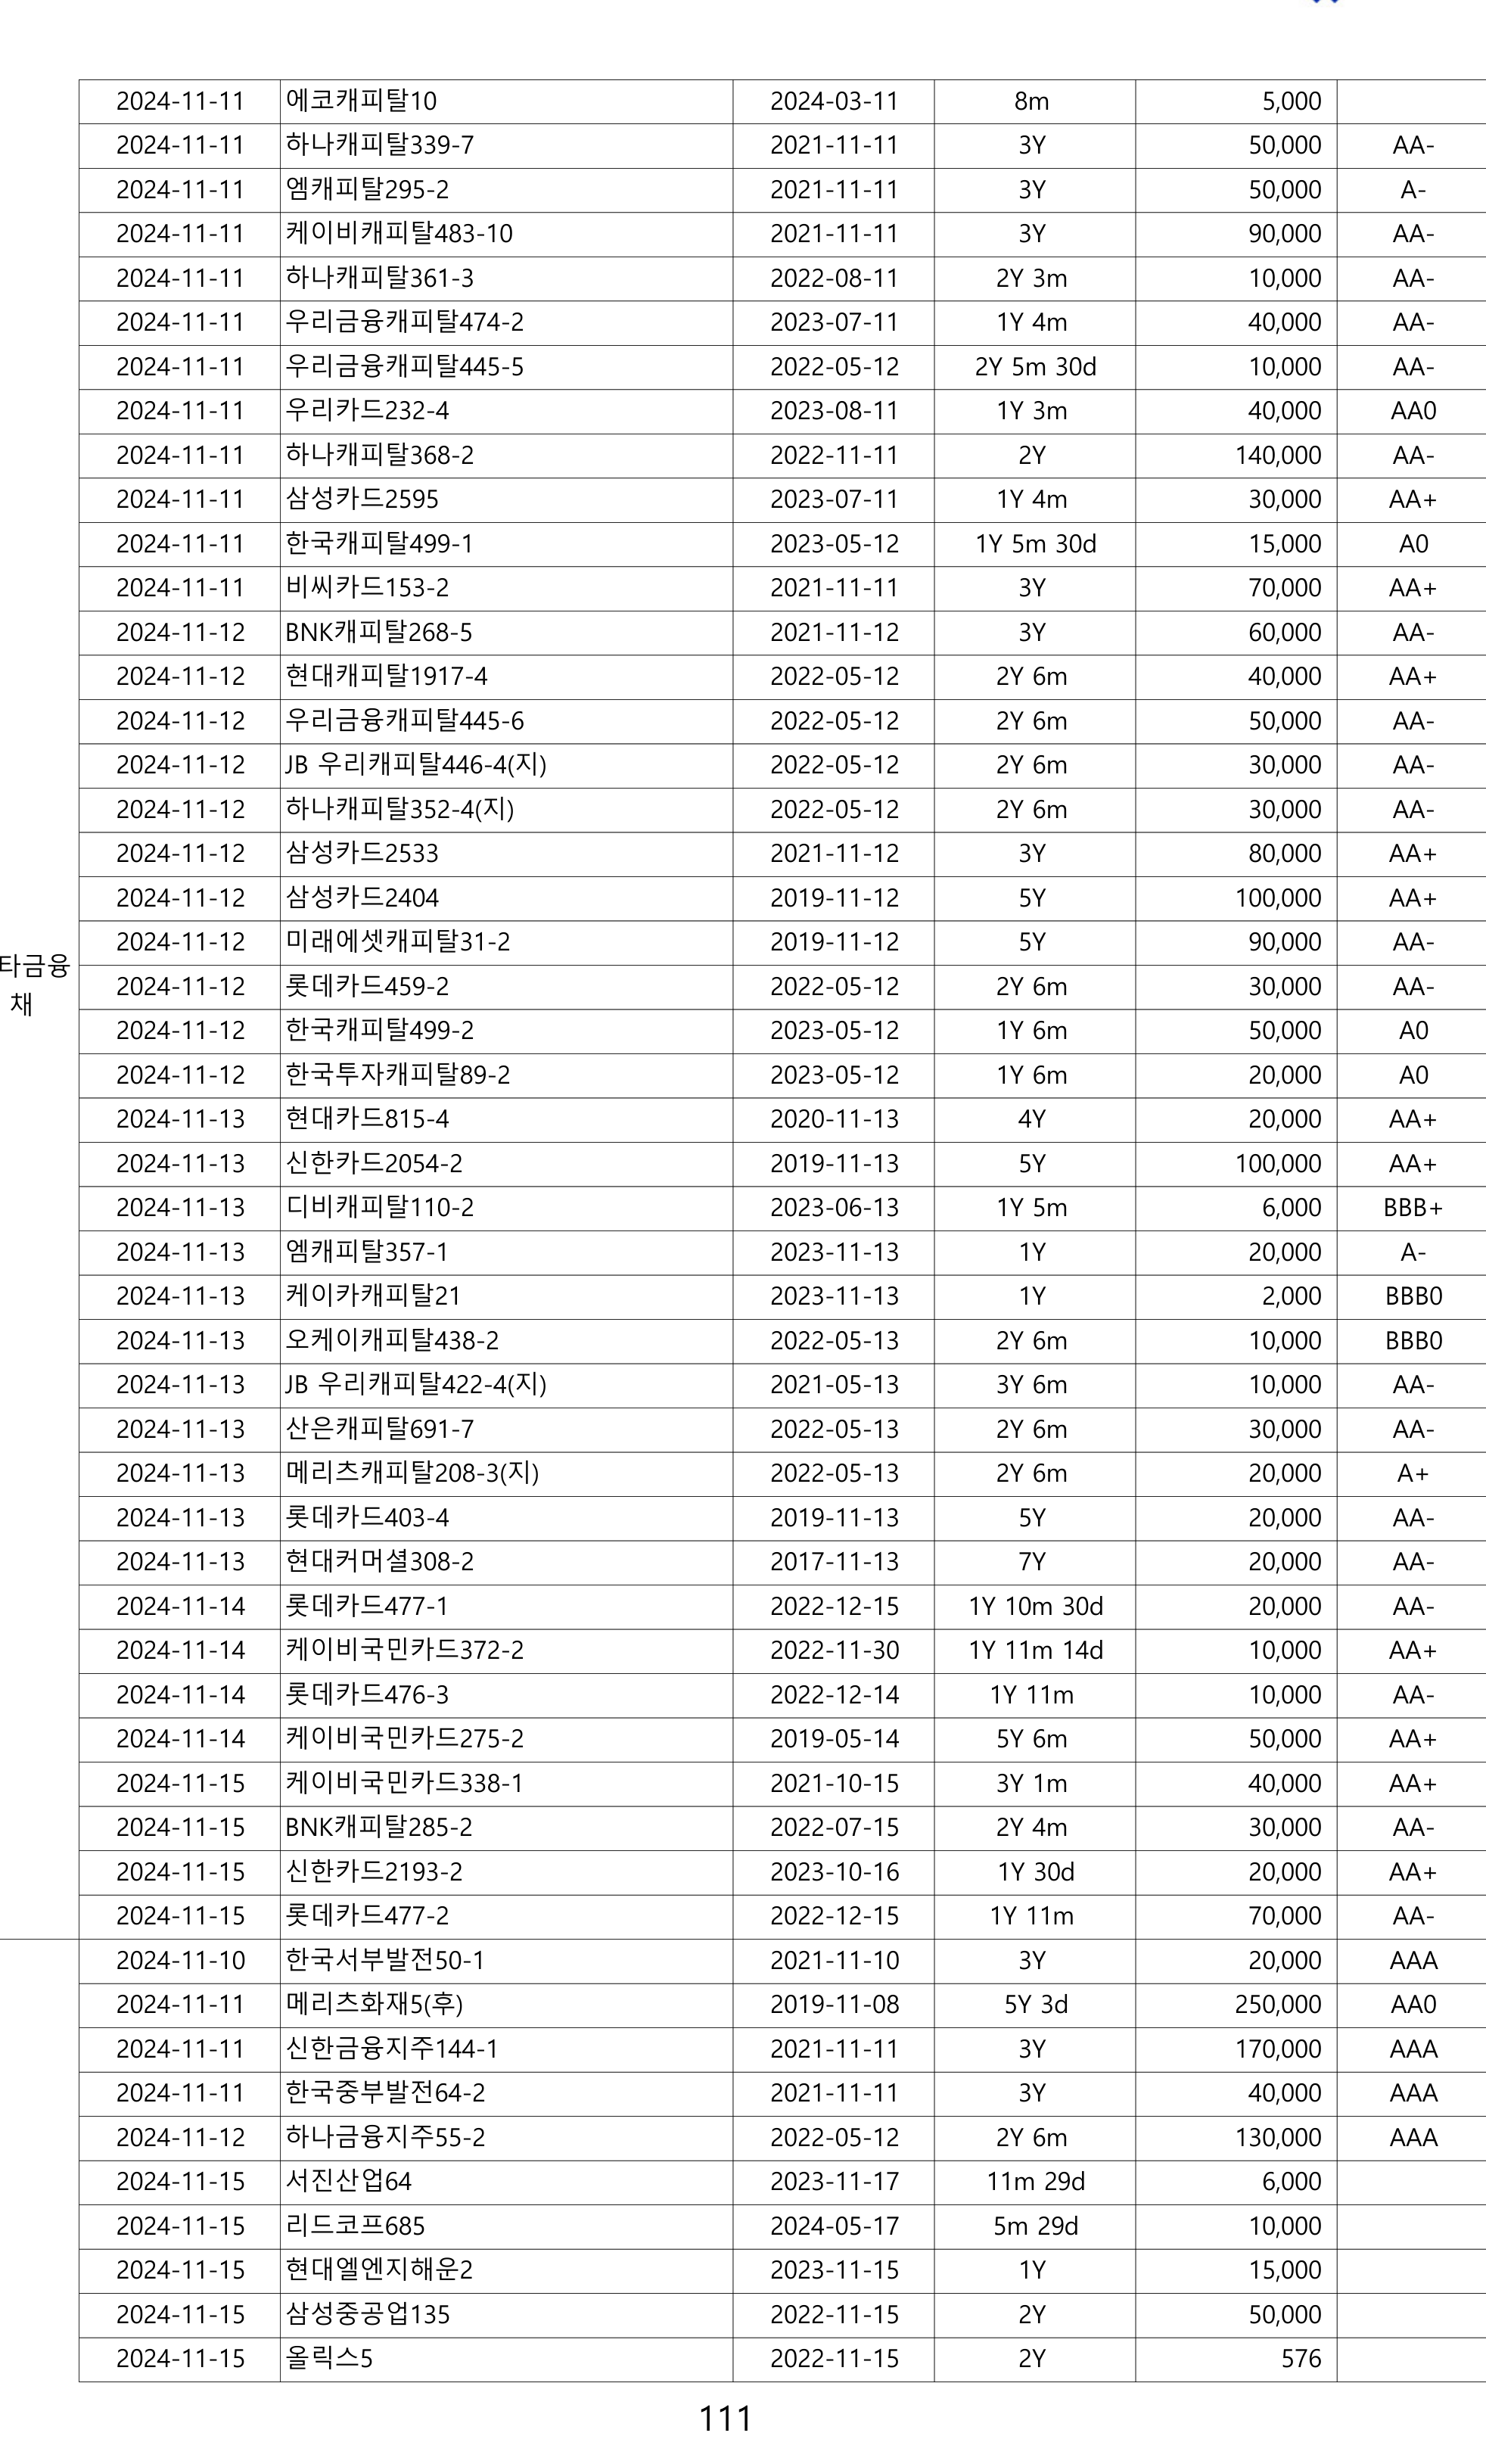 2024-11-11 에코캐피탈10 2024-03-11 8m 5,000
2024-11-11 하나캐피탈339-7 2021-11-11 3Y 50,000 AA-
2024-11-11 엠캐피탈295-2 2021-11-11 3Y 50,000 A-
2024-11-11 케이비캐피탈483-10 2021-11-11 3Y 90,000 AA-
2024-11-11 하나캐피탈361-3 2022-08-11 2Y 3m 10,000 AA-
2024-11-11 우리금융캐피탈474-2 2023-07-11 1Y 4m 40,000 AA-
2024-11-11 우리금융캐피탈445-5 2022-05-12 2Y 5m 30d 10,000 AA-
2024-11-11 우리카드232-4 2023-08-11 1Y 3m 40,000 AA0
2024-11-11 하나캐피탈368-2 2022-11-11 2Y 140,000 AA-
2024-11-11 삼성카드2595 2023-07-11 1Y 4m 30,000 AA+
2024-11-11 한국캐피탈499-1 2023-05-12 1Y 5m 30d 15,000 A0
2024-11-11 비씨카드153-2 2021-11-11 3Y 70,000 AA+
2024-11-12 BNK캐피탈268-5 2021-11-12 3Y 60,000 AA-
2024-11-12 현대캐피탈1917-4 2022-05-12 2Y 6m 40,000 AA+
2024-11-12 우리금융캐피탈445-6 2022-05-12 2Y 6m 50,000 AA-
2024-11-12 JB 우리캐피탈446-4(지) 2022-05-12 2Y 6m 30,000 AA-
2024-11-12 하나캐피탈352-4(지) 2022-05-12 2Y 6m 30,000 AA-
2024-11-12 삼성카드2533 2021-11-12 3Y 80,000 AA+
2024-11-12 삼성카드2404 2019-11-12 5Y 100,000 AA+
2024-11-12 미래에셋캐피탈31-2 2019-11-12 5Y 90,000 AA-
타금융
채
2024-11-12 롯데카드459-2 2022-05-12 2Y 6m 30,000 AA-
2024-11-12 한국캐피탈499-2 2023-05-12 1Y 6m 50,000 A0
2024-11-12 한국투자캐피탈89-2 2023-05-12 1Y 6m 20,000 A0
2024-11-13 현대카드815-4 2020-11-13 4Y 20,000 AA+
2024-11-13 신한카드2054-2 2019-11-13 5Y 100,000 AA+
2024-11-13 디비캐피탈110-2 2023-06-13 1Y 5m 6,000 BBB+
2024-11-13 엠캐피탈357-1 2023-11-13 1Y 20,000 A-
2024-11-13 케이카캐피탈21 2023-11-13 1Y 2,000 BBB0
2024-11-13 오케이캐피탈438-2 2022-05-13 2Y 6m 10,000 BBB0
2024-11-13 JB 우리캐피탈422-4(지) 2021-05-13 3Y 6m 10,000 AA-
2024-11-13 산은캐피탈691-7 2022-05-13 2Y 6m 30,000 AA-
2024-11-13 메리츠캐피탈208-3(지) 2022-05-13 2Y 6m 20,000 A+
2024-11-13 롯데카드403-4 2019-11-13 5Y 20,000 AA-
2024-11-13 현대커머셜308-2 2017-11-13 7Y 20,000 AA-
2024-11-14 롯데카드477-1 2022-12-15 1Y 10m 30d 20,000 AA-
2024-11-14 케이비국민카드372-2 2022-11-30 1Y 11m 14d 10,000 AA+
2024-11-14 롯데카드476-3 2022-12-14 1Y 11m 10,000 AA-
2024-11-14 케이비국민카드275-2 2019-05-14 5Y 6m 50,000 AA+
2024-11-15 케이비국민카드338-1 2021-10-15 3Y 1m 40,000 AA+
2024-11-15 BNK캐피탈285-2 2022-07-15 2Y 4m 30,000 AA-
2024-11-15 신한카드2193-2 2023-10-16 1Y 30d 20,000 AA+
2024-11-15 롯데카드477-2 2022-12-15 1Y 11m 70,000 AA-
2024-11-10 한국서부발전50-1 2021-11-10 3Y 20,000 AAA
2024-11-11 메리츠화재5(후) 2019-11-08 5Y 3d 250,000 AA0
2024-11-11 신한금융지주144-1 2021-11-11 3Y 170,000 AAA
2024-11-11 한국중부발전64-2 2021-11-11 3Y 40,000 AAA
2024-11-12 하나금융지주55-2 2022-05-12 2Y 6m 130,000 AAA
2024-11-15 서진산업64 2023-11-17 11m 29d 6,000
2024-11-15 리드코프685 2024-05-17 5m 29d 10,000
2024-11-15 현대엘엔지해운2 2023-11-15 1Y 15,000
2024-11-15 삼성중공업135 2022-11-15 2Y 50,000
2024-11-15 올릭스5 2022-11-15 2Y 576
111